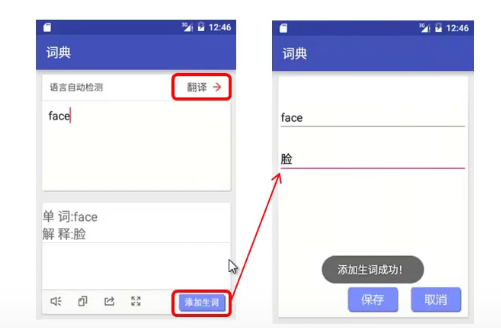 12:46
词典
语言自动检测
翻译
face
单 词:face
解 释:脸
添加生词
12:46
词典
face
脸
添加生词成功!
保存
取消